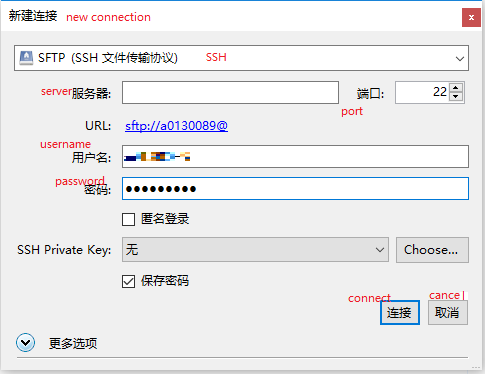 新建连接 new connection
SFTP (SSH 文件传输协议) SSH
server服务器: 端口: 22
port
URL: sftp://a0130089@
username
用户名:
password
密码: ●●●●●●●●●
匿名登录
SSH Private Key: 无 Choose...
保存密码
connect cancel
连接 取消
更多选项